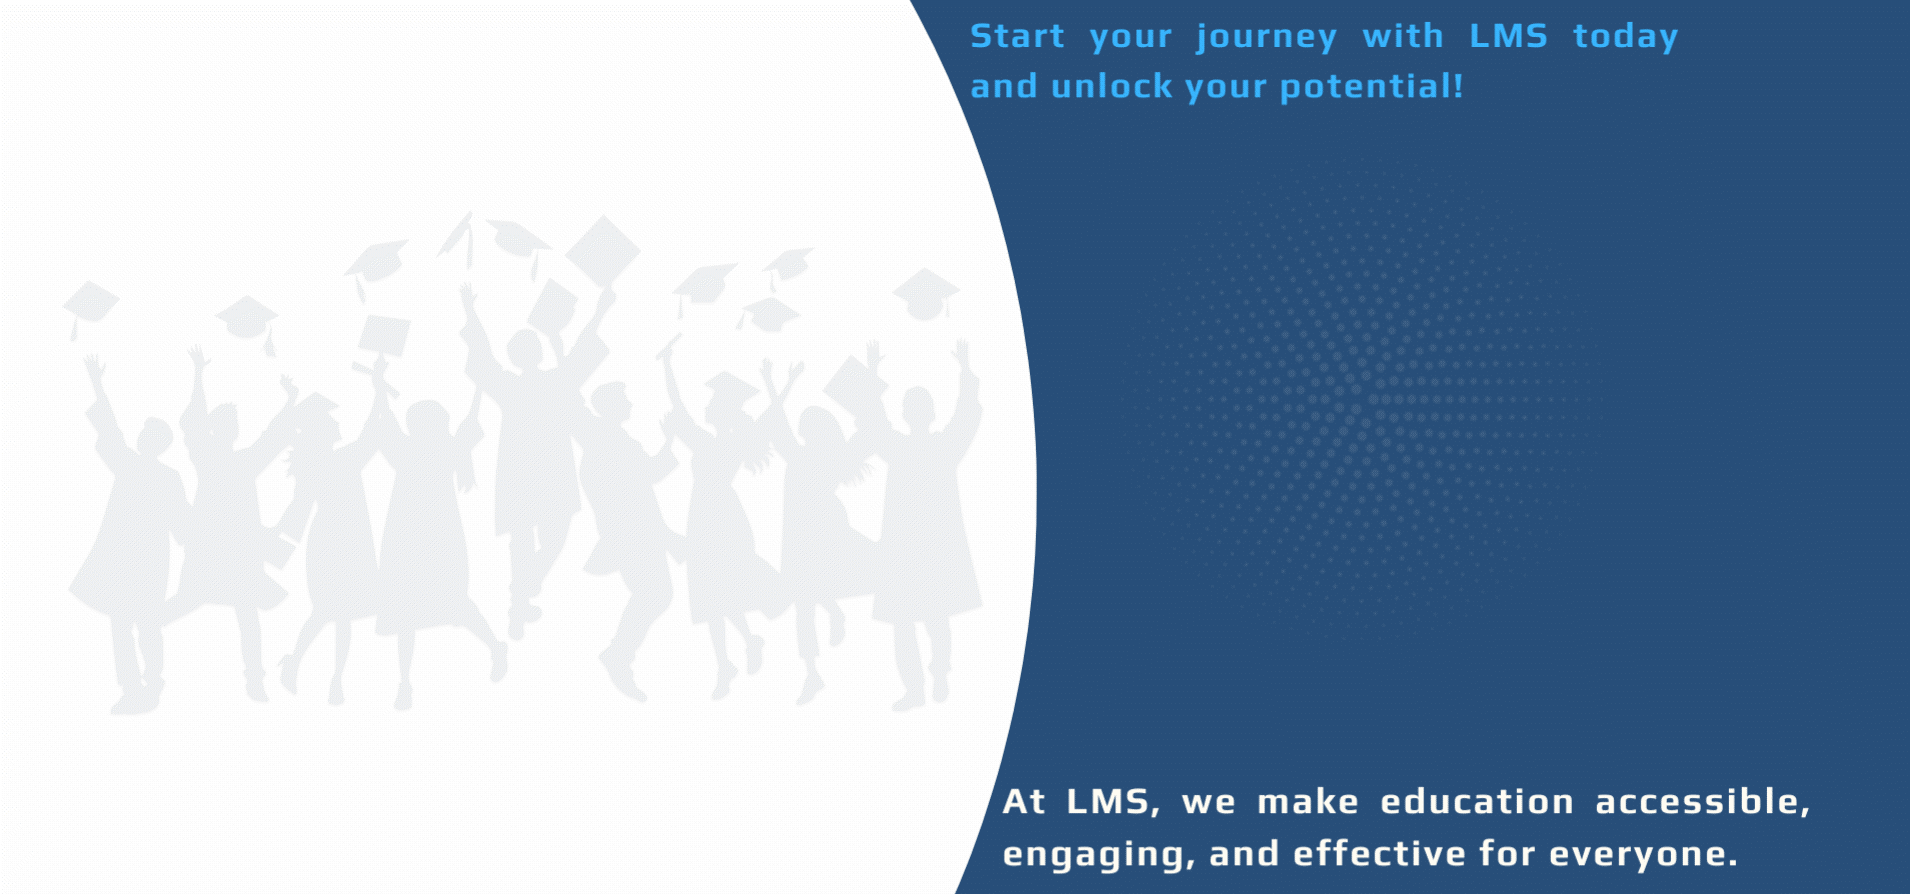 Start your journey with LMS today
and unlock your potential!
At LMS, we make education accessible,
engaging, and effective for everyone.